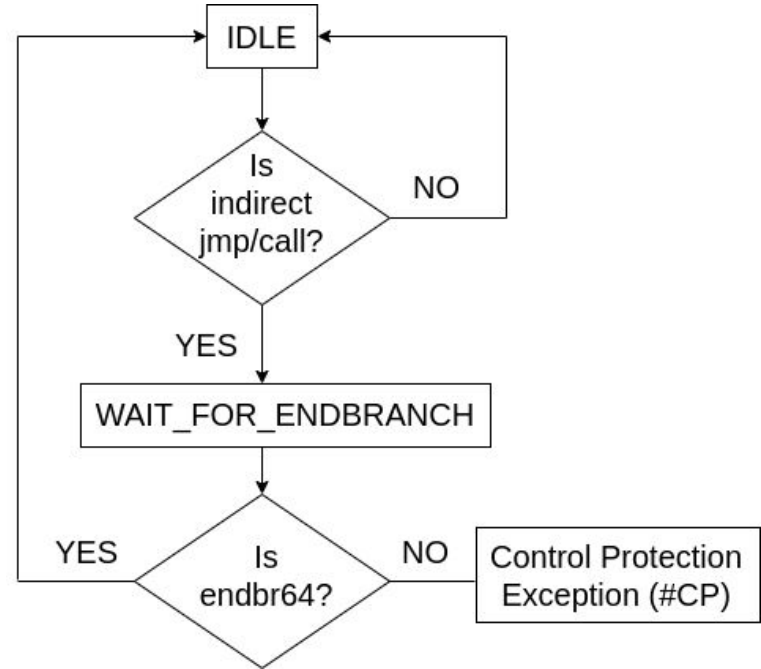 IDLE
Is
indirect
jmp/call?
NO
YES
WAIT_FOR_ENDBRANCH
YES
Is
endbr64?
NO
Control Protection
Exception (#CP)